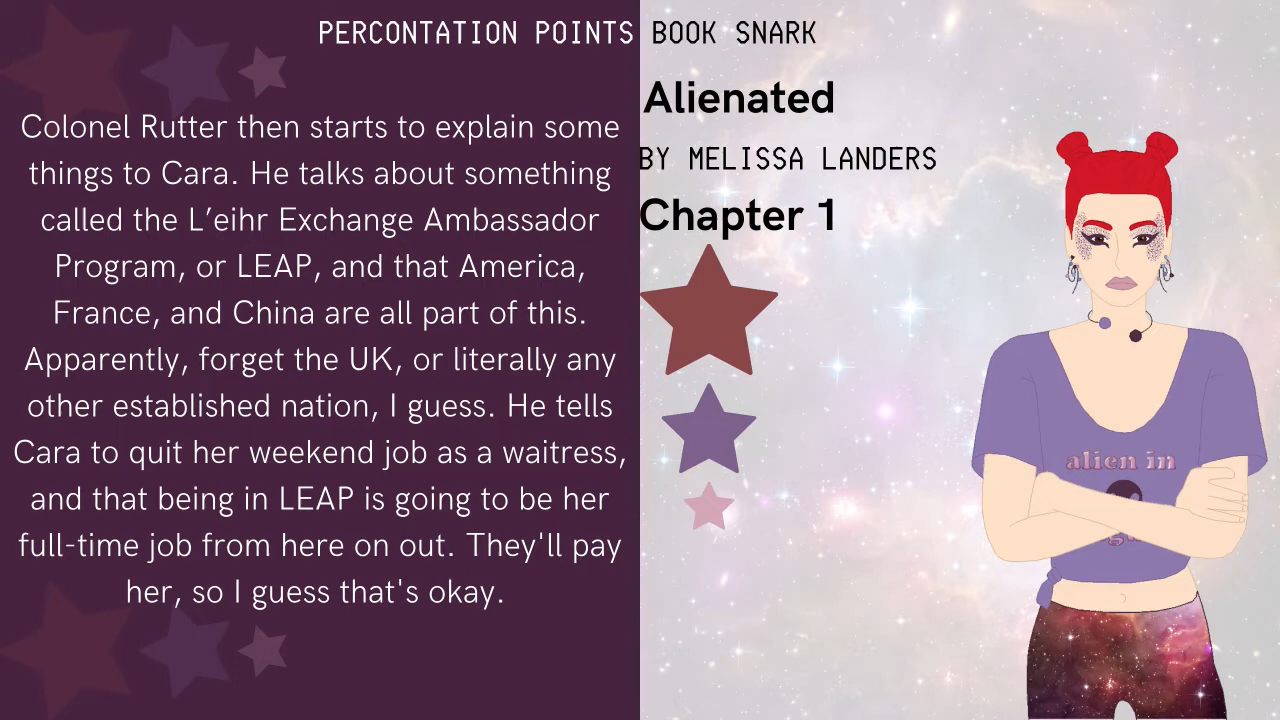 PERCONTATION POINTS BOOK SNARK
Colonel Rutter then starts to explain some
things to Cara. He talks about something
called the L’eihr Exchange Ambassador
Program, or LEAP, and that America,
France, and China are all part of this.
Apparently, forget the UK, or literally any
other established nation, I guess. He tells
Cara to quit her weekend job as a waitress,
and that being in LEAP is going to be her
full-time job from here on out. They'll pay
her, so I guess that's okay.
Alienated
BY MELISSA LANDERS
Chapter 1
alien in